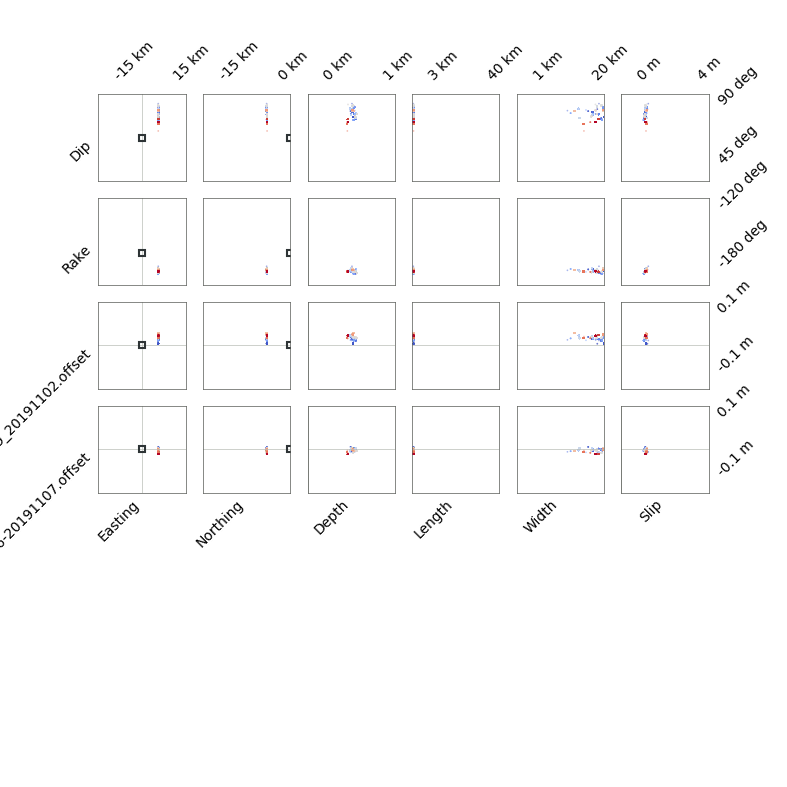 -15 km
15 km
-15 km
0 km
0 km
1 km
3 km
40 km
1 km
20 km
0 m
4 m
90 deg
Dip
45 deg
-120 deg
Rake
-180 deg
0.1 m
_20191102.offset
-0.1 m
0.1 m
-20191107.offset
-0.1 m
Easting
Northing
Depth
Length
Width
Slip